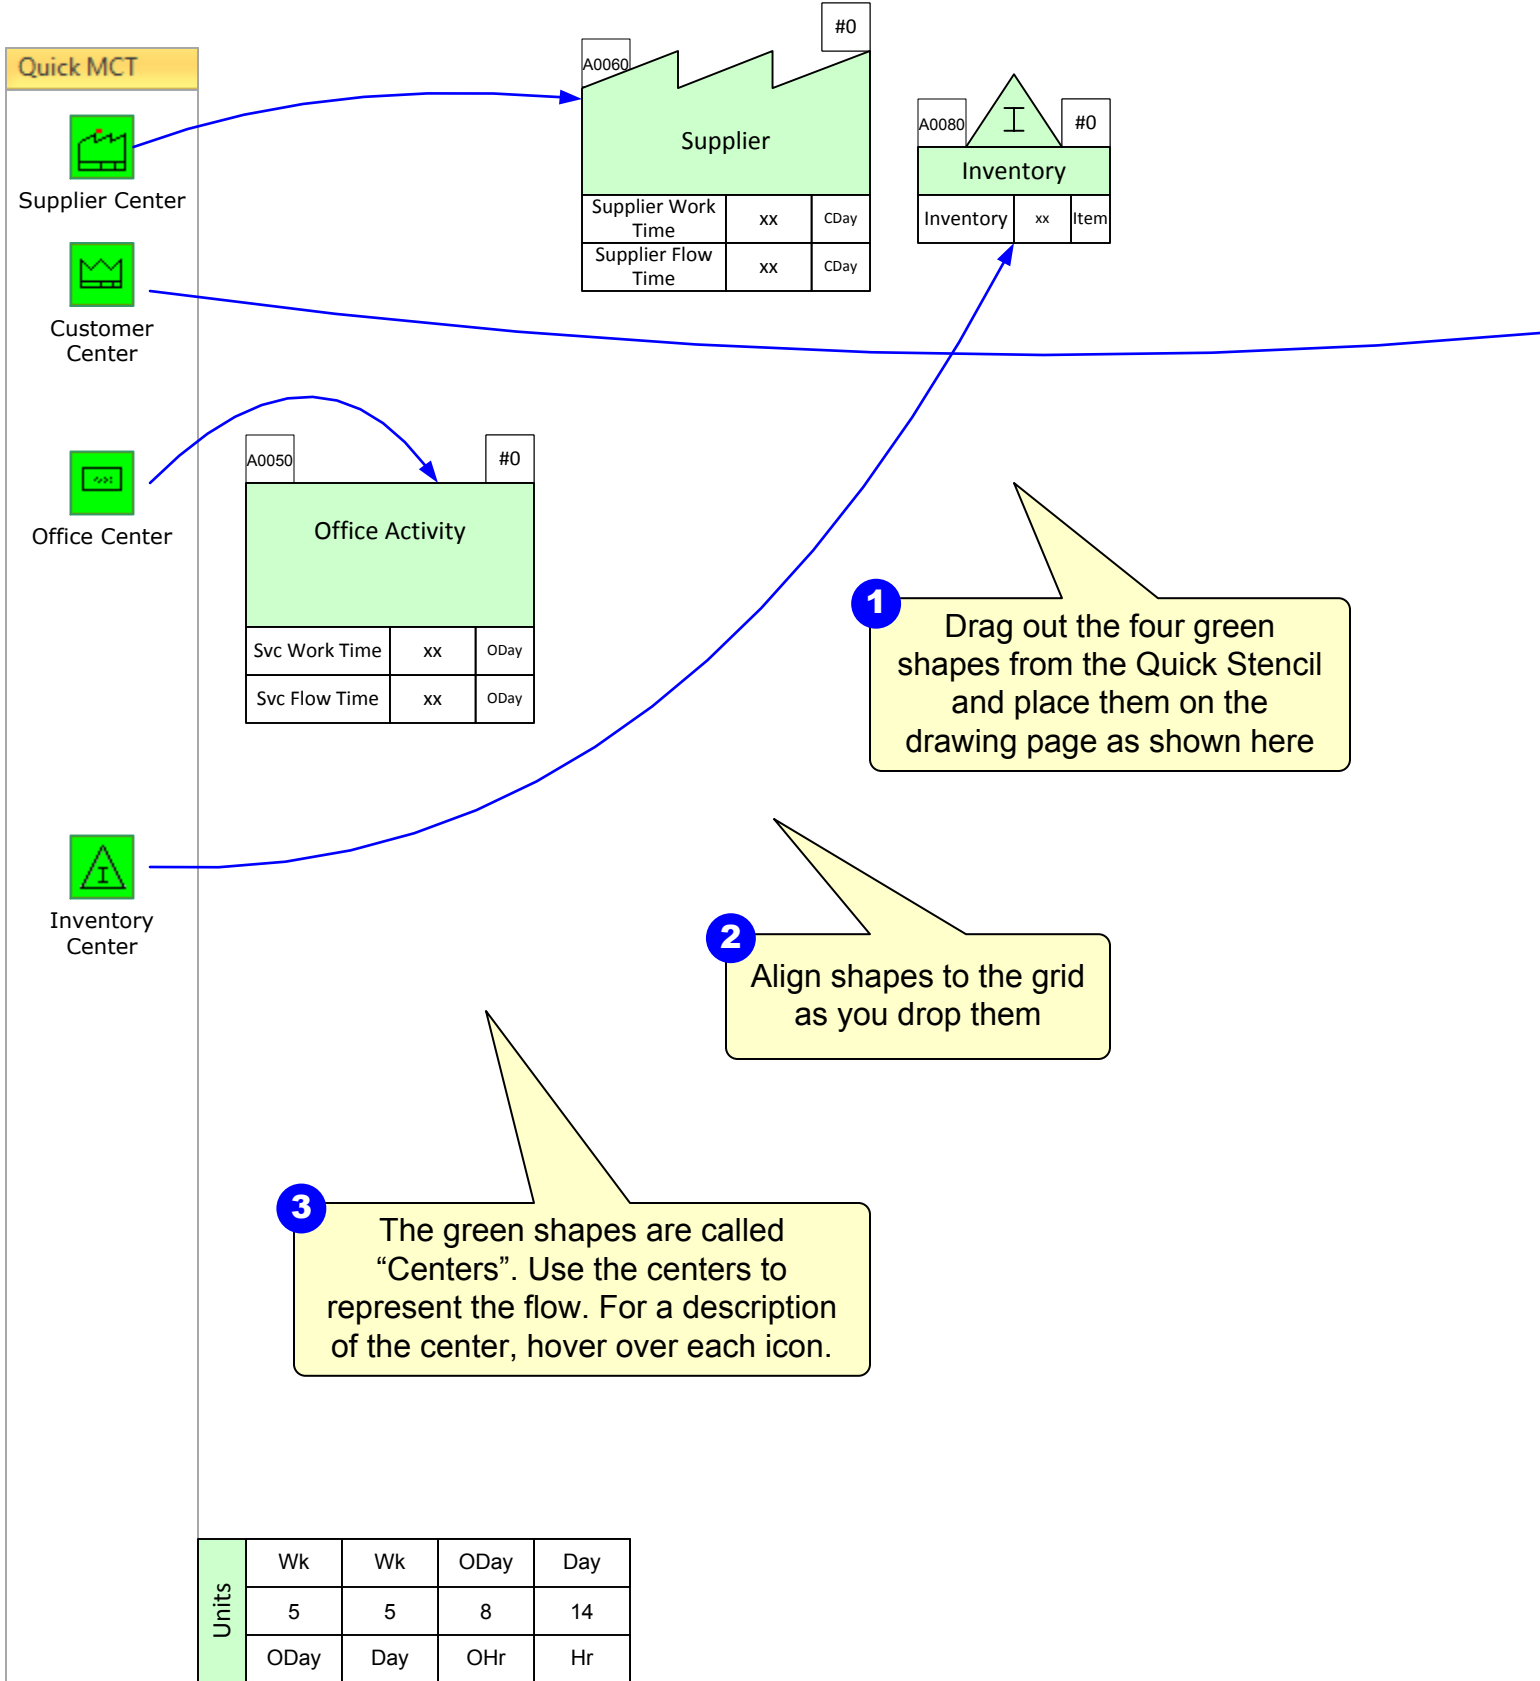 Quick MCT
Supplier Center
Customer
Center
Office Center
Inventory
Center
A0060
#0
Supplier
Supplier Work
Time
xx
CDay
Supplier Flow
Time
xx
CDay
A0080
I
#0
Inventory
Inventory
xx
Item
A0050
#0
Office Activity
Svc Work Time
xx
ODay
Svc Flow Time
xx
ODay
1
Drag out the four green
shapes from the Quick Stencil
and place them on the
drawing page as shown here
2
Align shapes to the grid
as you drop them
3
The green shapes are called
“Centers”. Use the centers to
represent the flow. For a description
of the center, hover over each icon.
Units
Wk Wk ODay Day
5 5 8 14
ODay Day OHr Hr